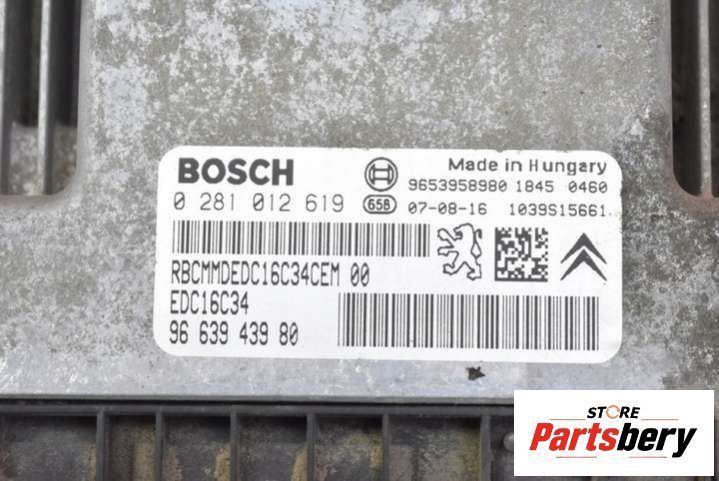 BOSCH
Made in Hungary
9653958980 1845 0460
0 281 012 619 658 07-08-16 1039S15661
RBCMMDEDC16C34CEM 00
EDC16C34
96 639 439 80
STORE
Partsbery